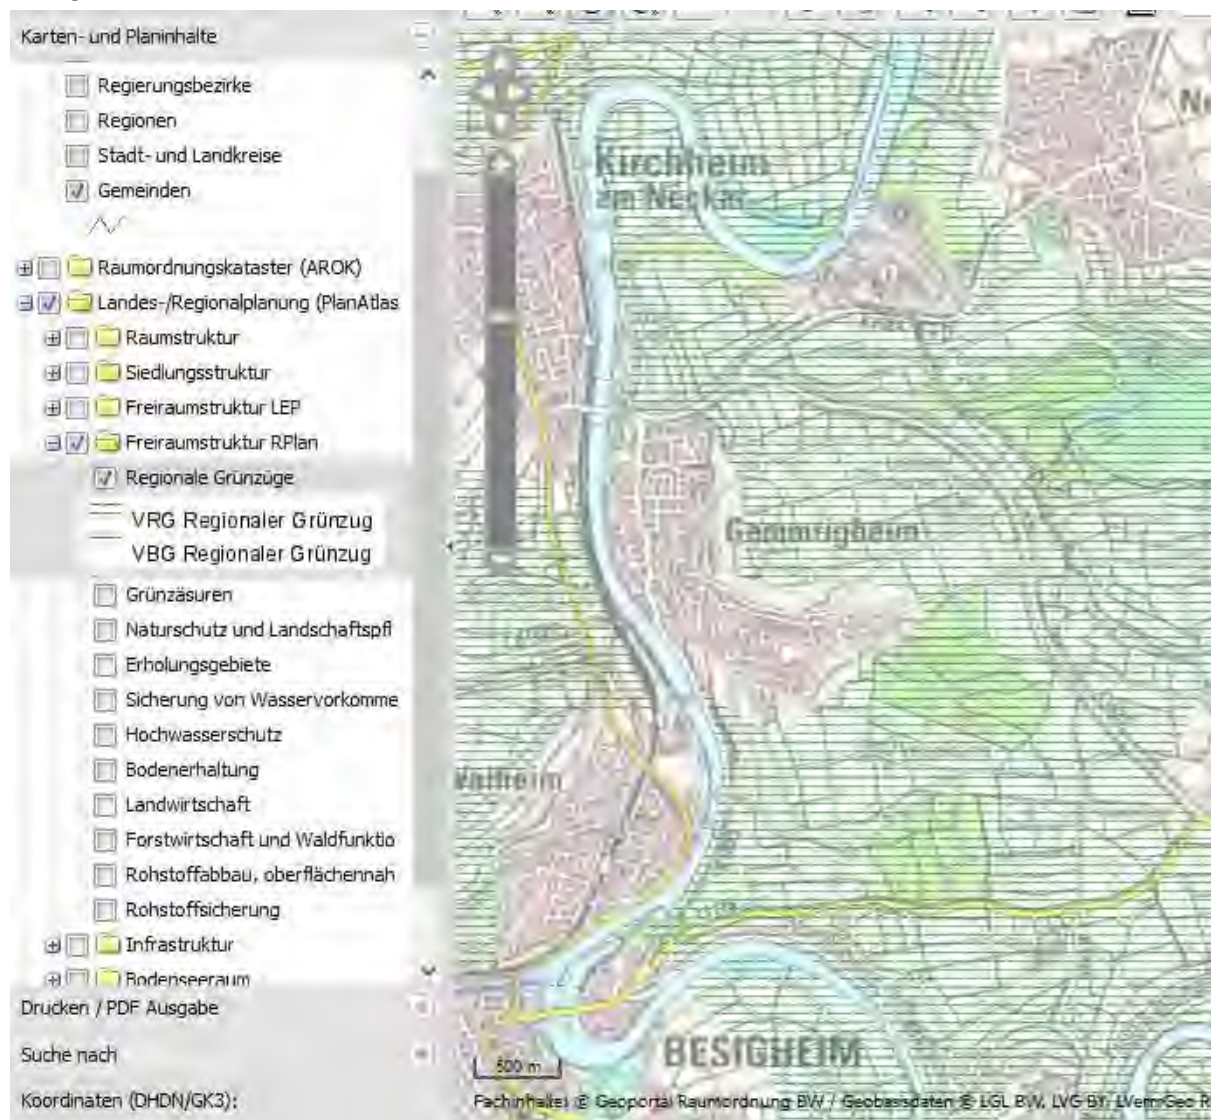 Karten- und Planinhalte
Regierungsbezirke
Regionen
Stadt- und Landkreise
Gemeinden
Raumordnungskataster (AROK)
Landes-/Regionalplanung (PlanAtlas
Raumstruktur
Siedlungsstruktur
Freiraumstruktur LEP
Freiraumstruktur RPlan
Regionale Grünzüge
VRG Regionaler Grünzug
VBG Regionaler Grünzug
Grünzäsuren
Naturschutz und Landschaftspfl
Erholungsgebiete
Sicherung von Wasservorkomme
Hochwasserschutz
Bodenerhaltung
Landwirtschaft
Forstwirtschaft und Waldfunktio
Rohstoffabbau, oberflächennah
Rohstoffsicherung
Infrastruktur
Bodenseeraum
Drucken / PDF Ausgabe
Suche nach
Koordinaten (DHDN/GK3):
Ne
Kirchheim
am Neckar
Gemmrigheim
Walheim
BESIGHEIM
500 m
Fachinhalte: © Geoportal Raumordnung BW / Geobasisdaten © LGL BW, LVG BY, LVermGeo R